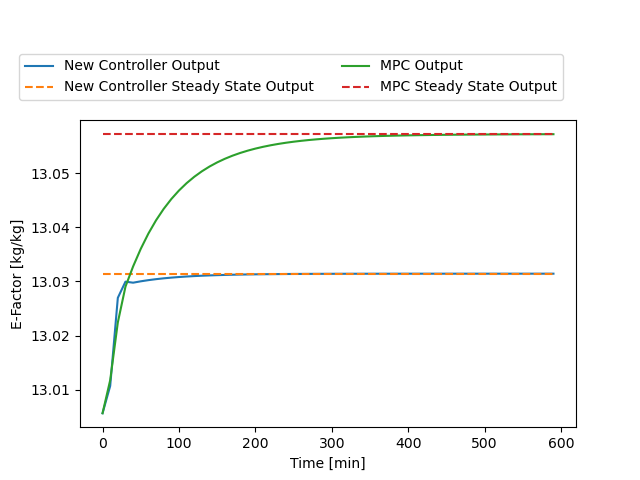 New Controller Output
New Controller Steady State Output
MPC Output
MPC Steady State Output
13.05
13.04
13.03
13.02
13.01
E-Factor [kg/kg]
0 100 200 300 400 500 600
Time [min]